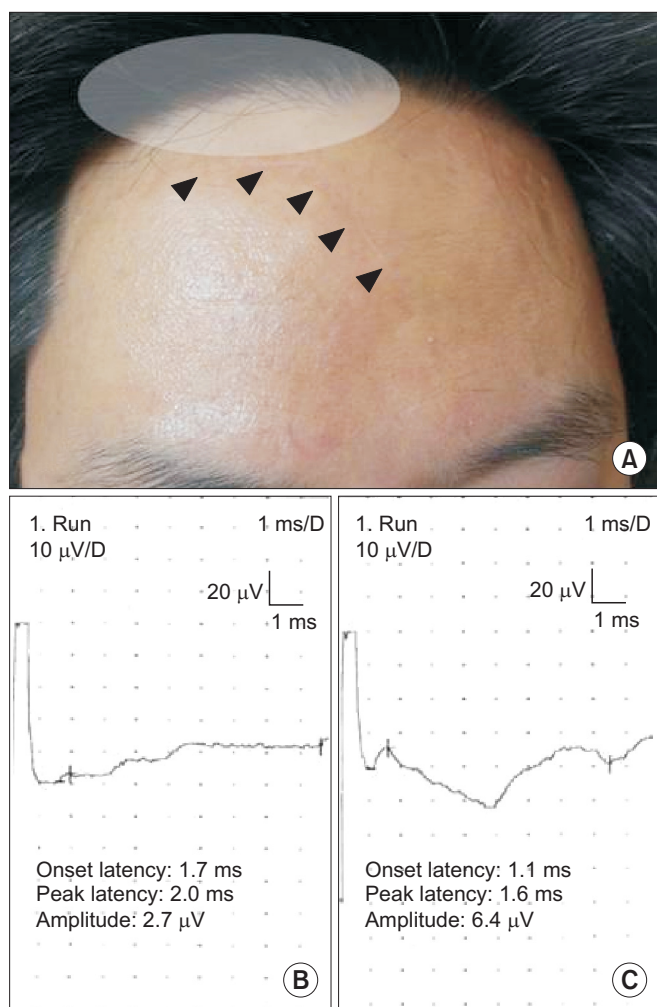 A
1. Run
1 ms/D
10 μV/D
20 μV
1 ms
Onset latency: 1.7 ms
Peak latency: 2.0 ms
Amplitude: 2.7 μV
B
1. Run
1 ms/D
10 μV/D
20 μV
1 ms
Onset latency: 1.1 ms
Peak latency: 1.6 ms
Amplitude: 6.4 μV
C